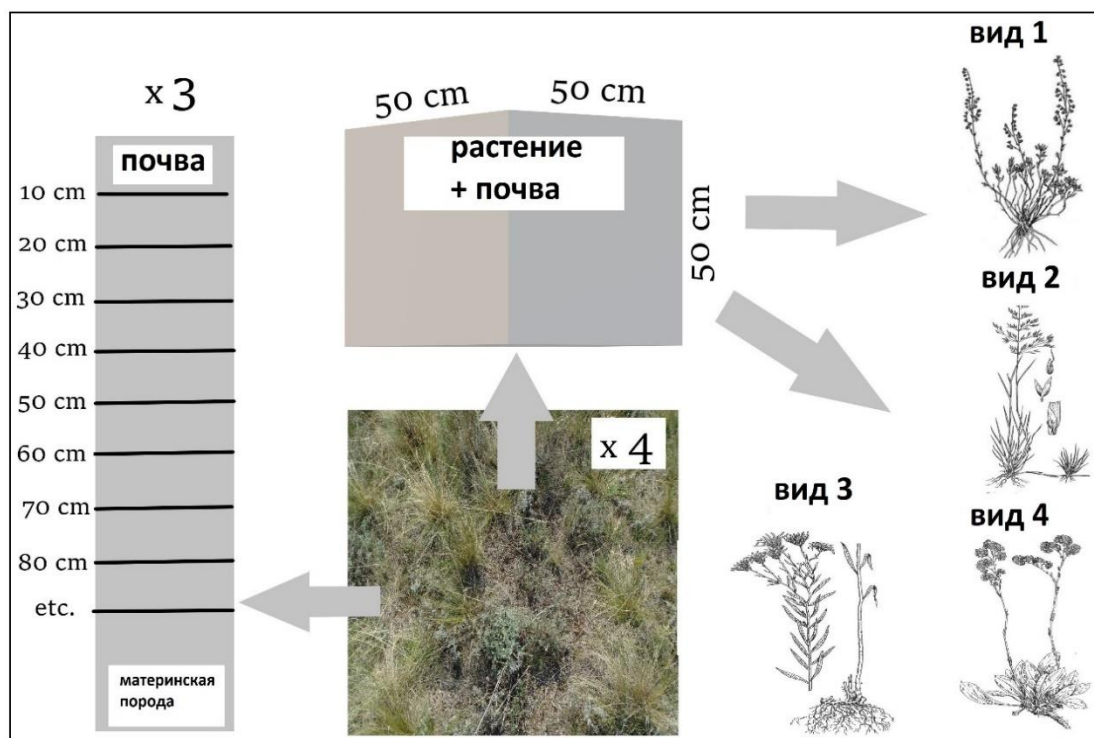 x 3
почва
10 cm
20 cm
30 cm
40 cm
50 cm
60 cm
70 cm
80 cm
etc.
материнская
порода
50 cm
50 cm
растение
+ почва
50 cm
x 4
вид 1
вид 2
вид 3
вид 4